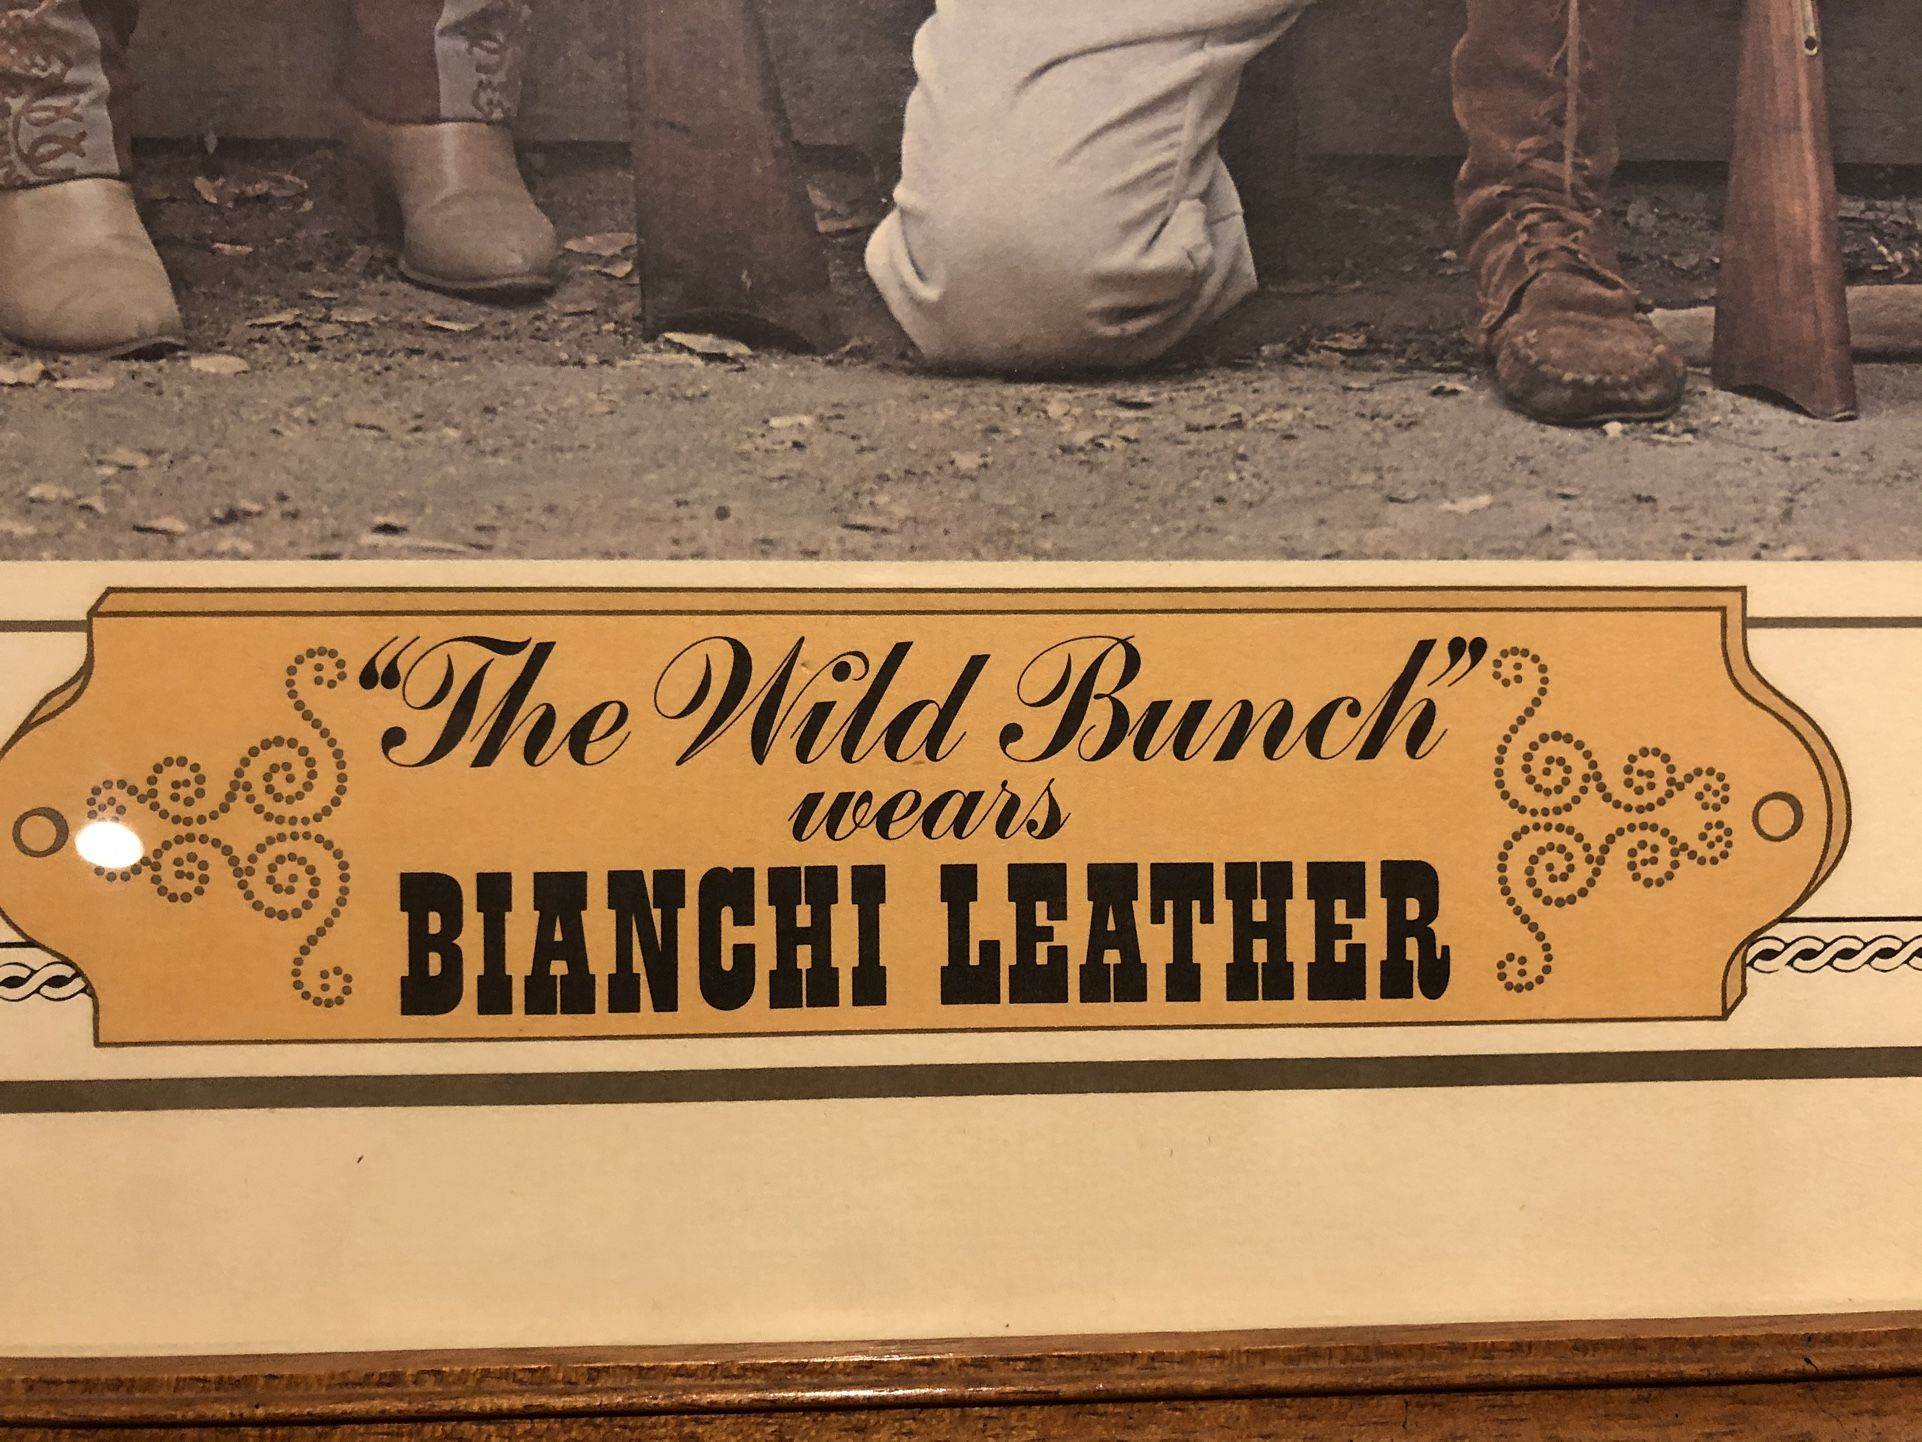 “The Wild Bunch”
wears
BIANCHI LEATHER